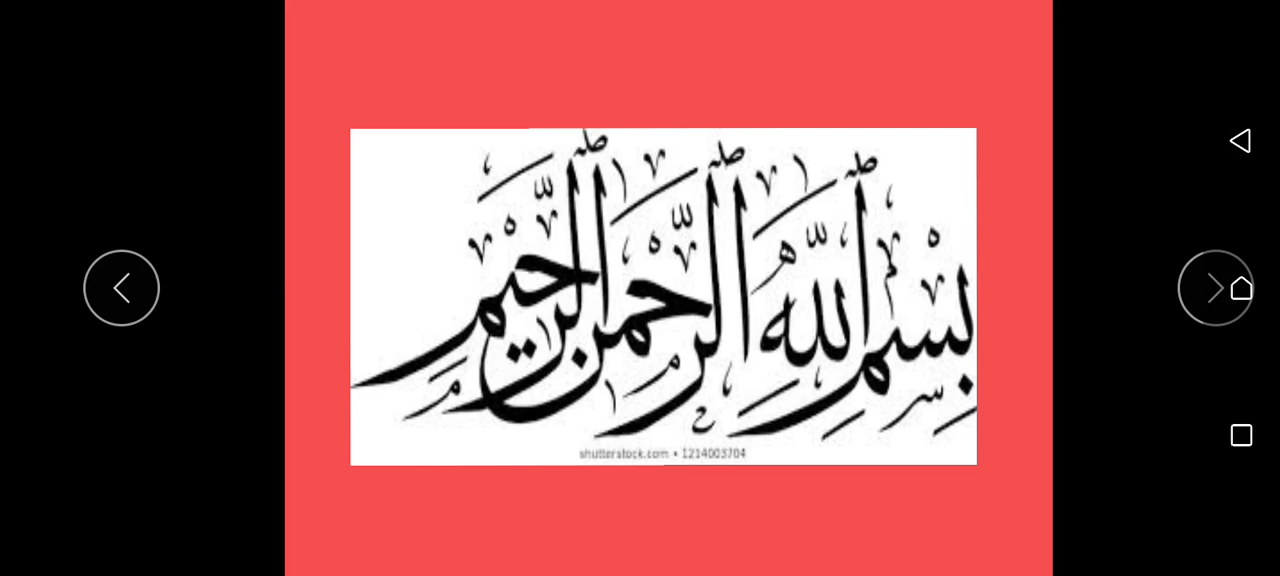 بِسْمِ اللَّهِ الرَّحْمَنِ الرَّحِيمِ
shutterstock.com • 1214003704